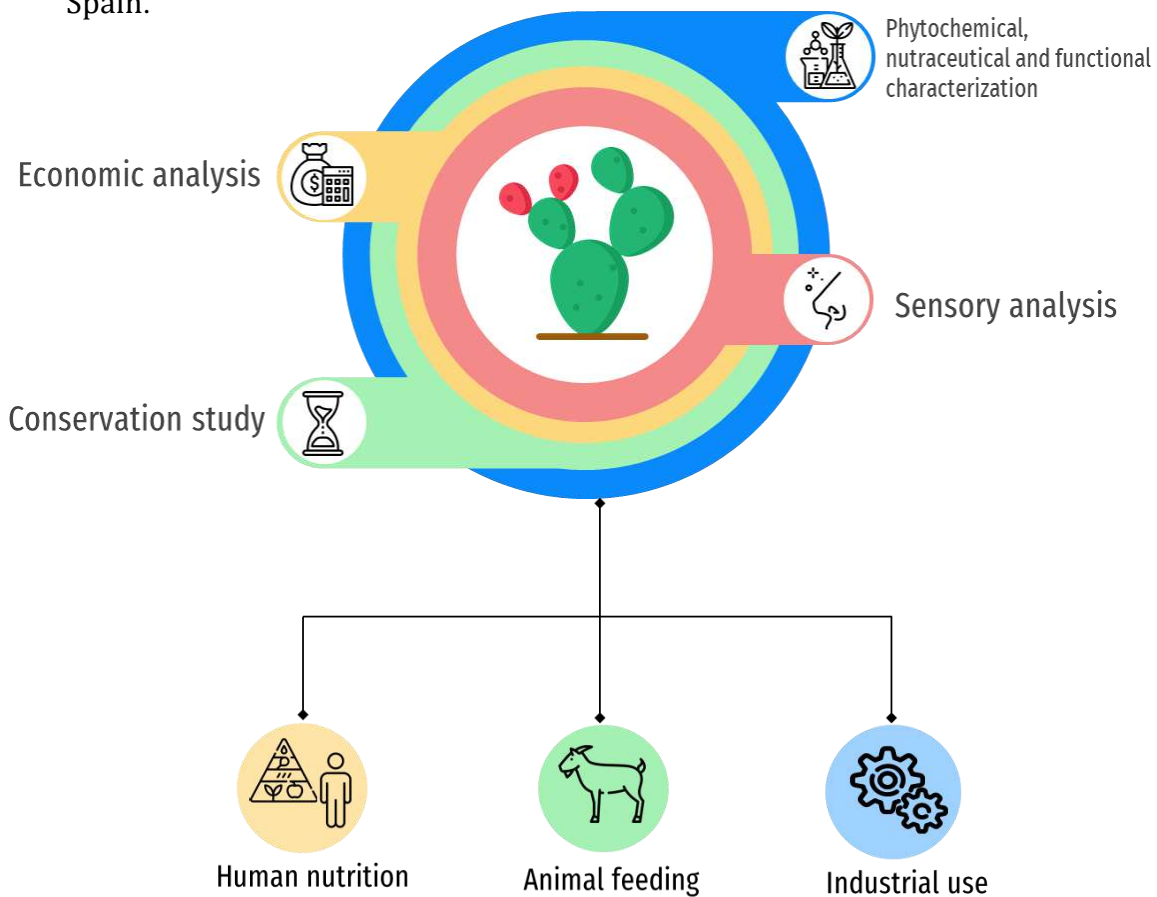 Spain.
Phytochemical,
nutraceutical and functional
characterization
Economic analysis
$
Sensory analysis
Conservation study
Human nutrition
Animal feeding
Industrial use